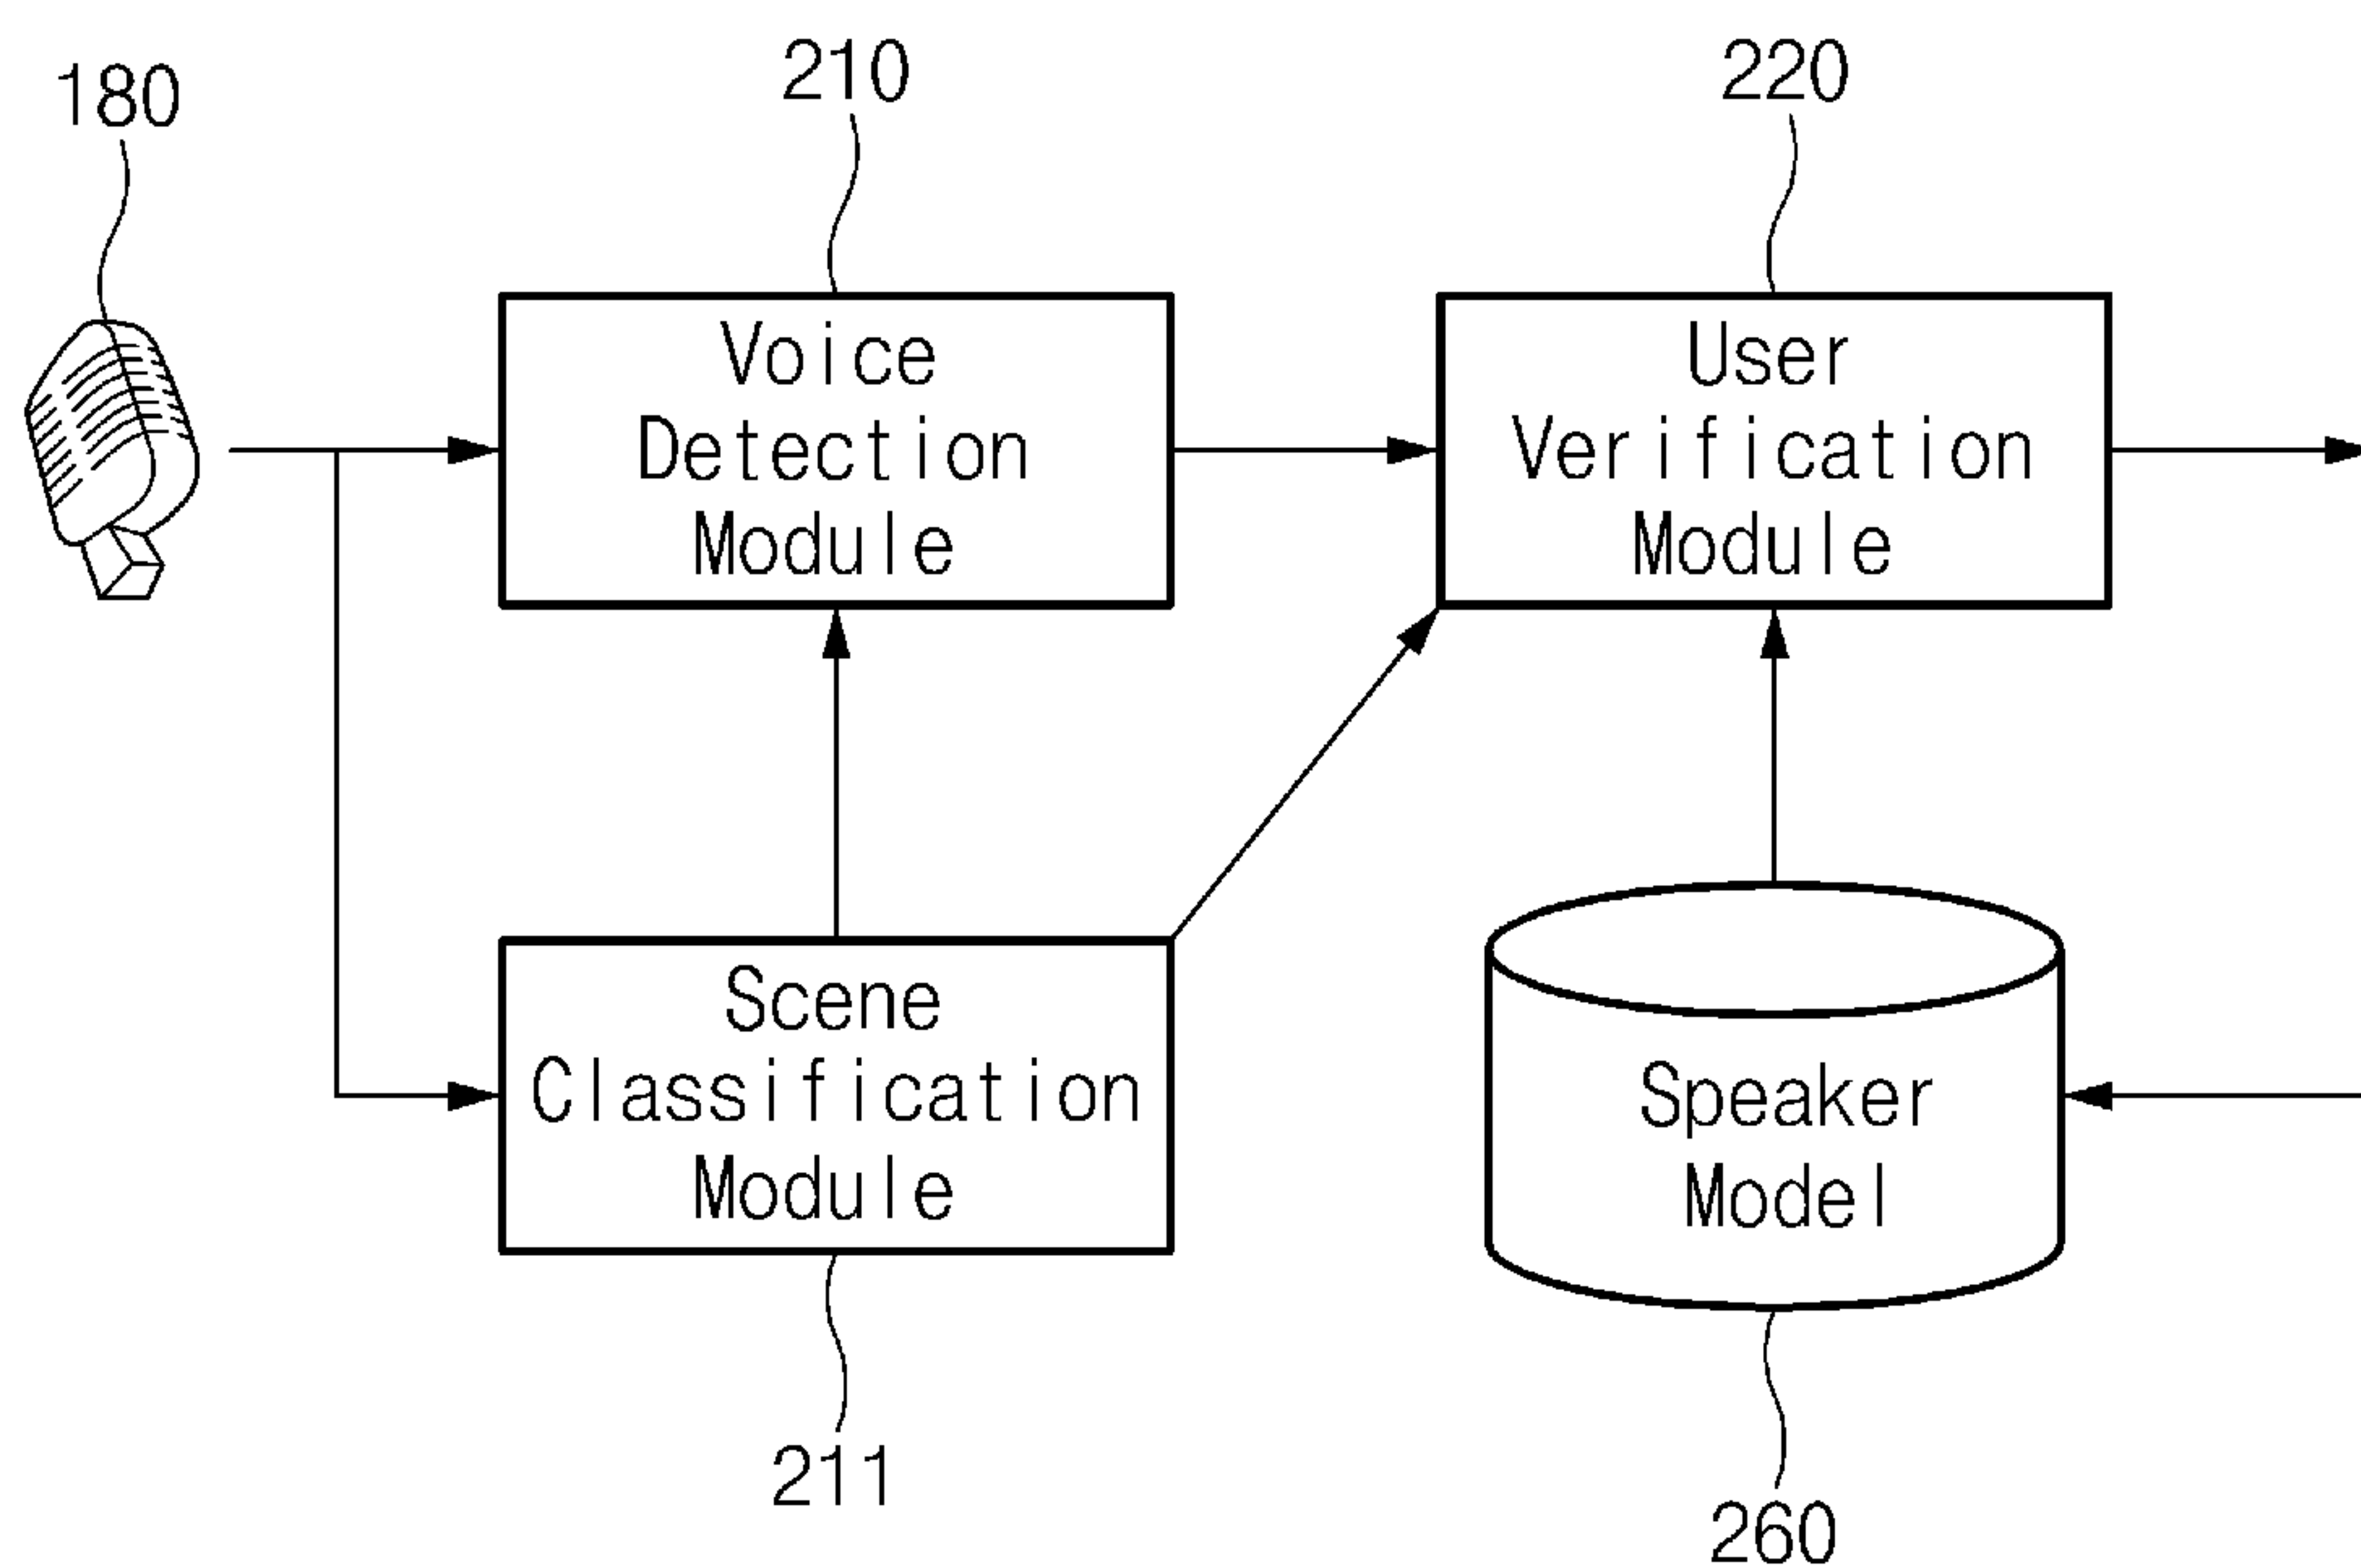 180
210
220
Voice
Detection
Module
User
Verification
Module
Scene
Classification
Module
Speaker
Model
211
260